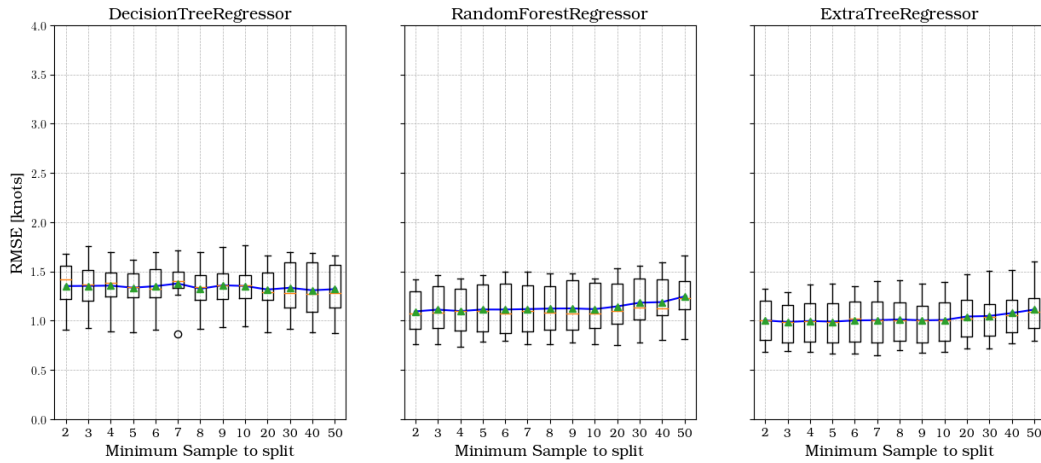 DecisionTreeRegressor
RandomForestRegressor
ExtraTreeRegressor
RMSE [knots]
4.0
3.5
3.0
2.5
2.0
1.5
1.0
0.5
0.0
2 3 4 5 6 7 8 9 10 20 30 40 50
2 3 4 5 6 7 8 9 10 20 30 40 50
2 3 4 5 6 7 8 9 10 20 30 40 50
Minimum Sample to split
Minimum Sample to split
Minimum Sample to split